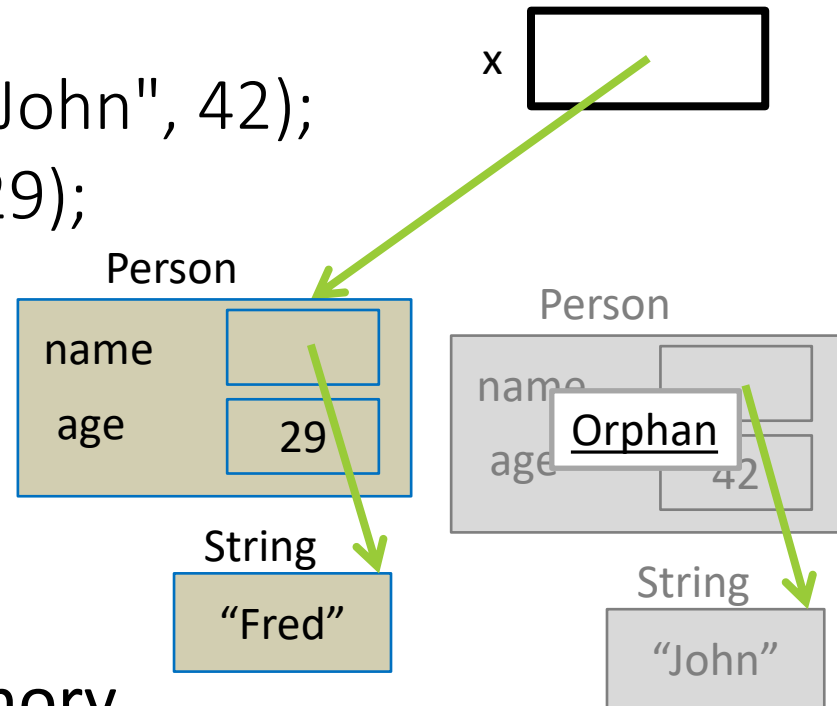 x
John", 42);
29);
Person
Person
name
name
age
29
Orphan
age
42
String
String
“Fred”
“John”